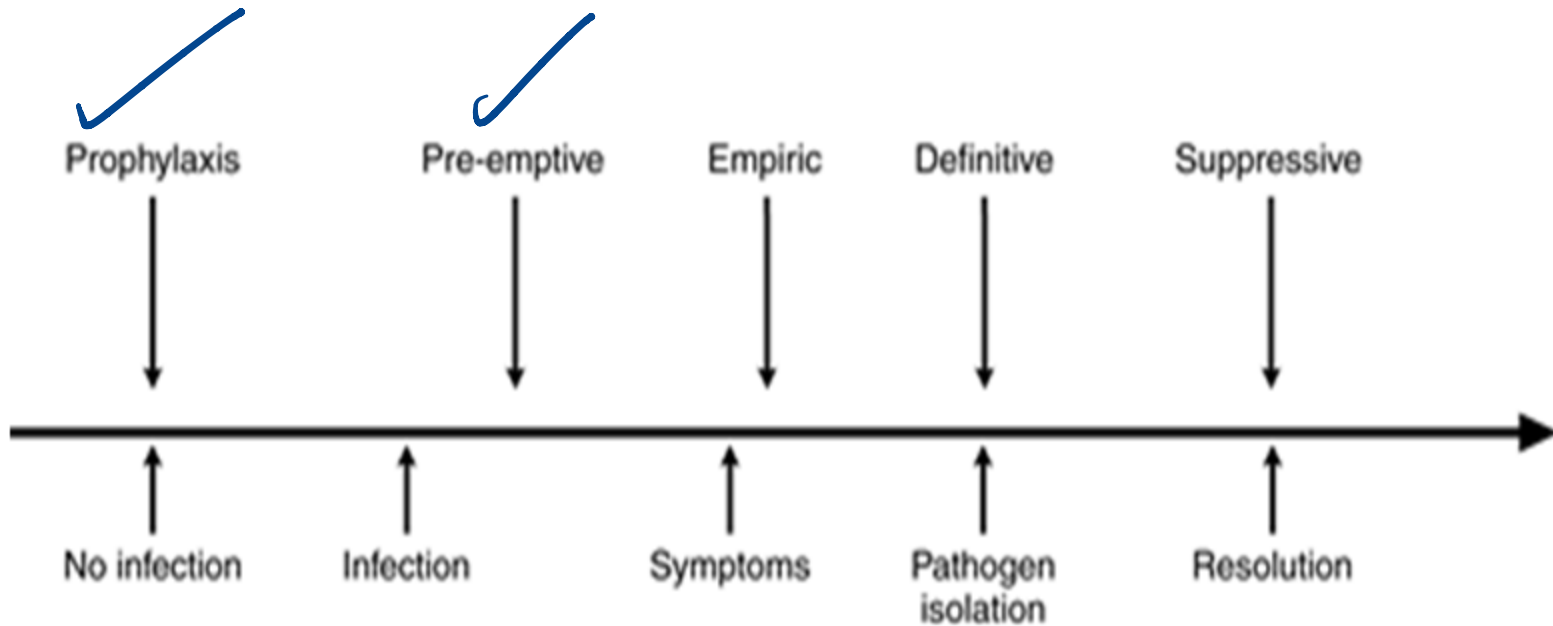 Prophylaxis Pre-emptive Empiric Definitive Suppressive
No infection Infection Symptoms Pathogen isolation Resolution